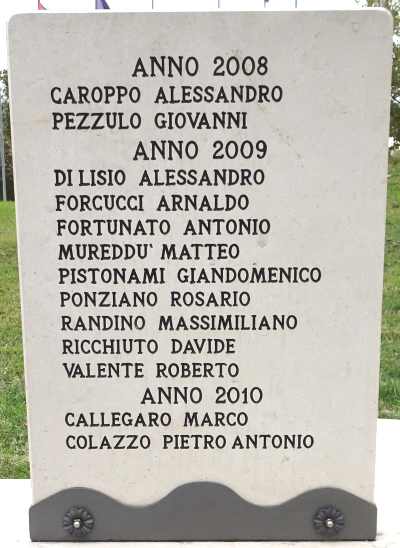 ANNO 2008
CAROPPO ALESSANDRO
PEZZULO GIOVANNI
ANNO 2009
DI LISIO ALESSANDRO
FORCUCCI ARNALDO
FORTUNATO ANTONIO
MUREDDU' MATTEO
PISTONAMI GIANDOMENICO
PONZIANO ROSARIO
RANDINO MASSIMILIANO
RICCHIUTO DAVIDE
VALENTE ROBERTO
ANNO 2010
CALLEGARO MARCO
COLAZZO PIETRO ANTONIO